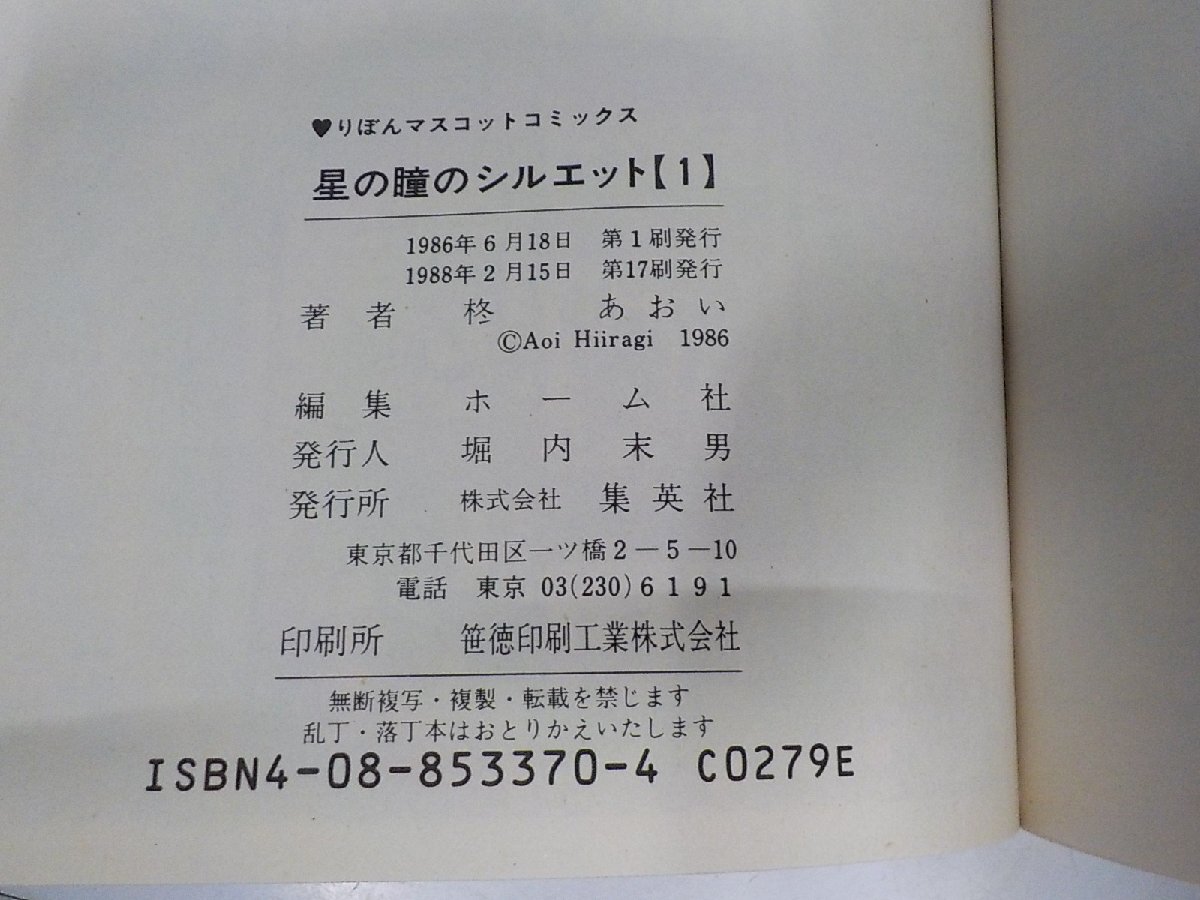 ♥りぼんマスコットコミックス
星の瞳のシルエット【1】
1986年6月18日 第1刷発行
1988年2月15日 第17刷発行
著者 柊 あおい
©Aoi Hiiragi 1986
編集 ホーム社
発行人 堀内末男
発行所 株式会社 集英社
東京都千代田区一ツ橋2－5－10
電話 東京 03(230)6191
印刷所 笹徳印刷工業株式会社
無断複写・複製・転載を禁じます
乱丁・落丁本はおとりかえいたします
ISBN4-08-853370-4 C0279E